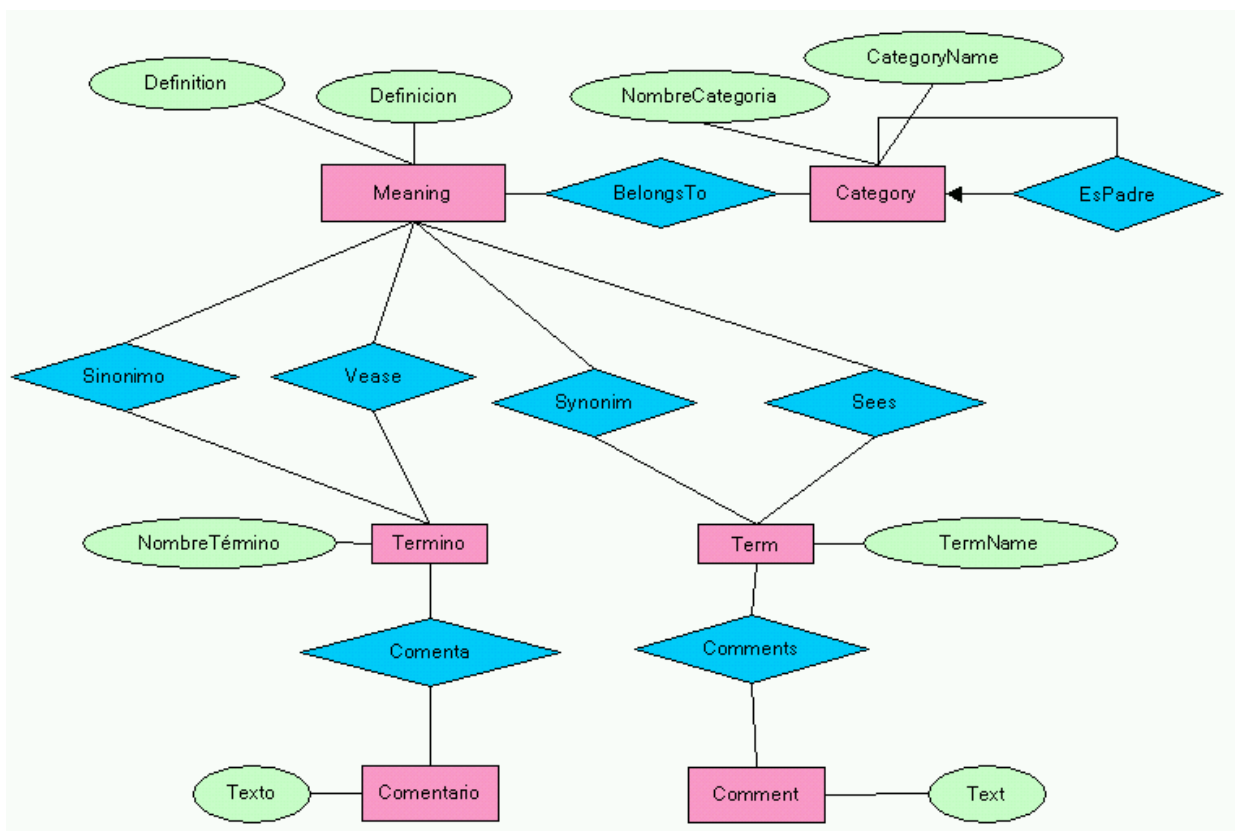 CategoryName
Definition
Definicion
NombreCategoria
Meaning
BelongsTo
Category
EsPadre
Sinonimo
Vease
Synonim
Sees
NombreTérmino
Termino
Term
TermName
Comenta
Comments
Texto
Comentario
Comment
Text